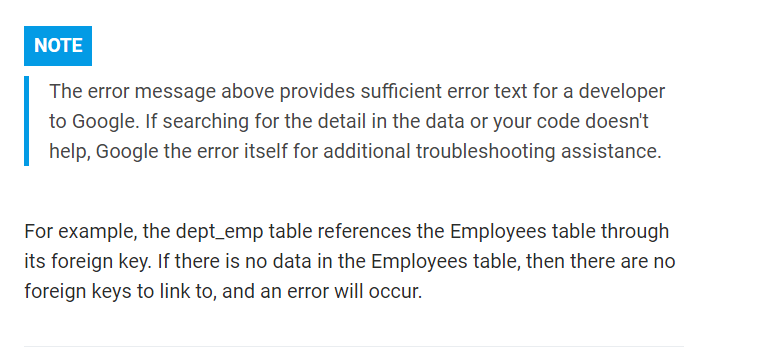 NOTE
The error message above provides sufficient error text for a developer
to Google. If searching for the detail in the data or your code doesn't
help, Google the error itself for additional troubleshooting assistance.
For example, the dept_emp table references the Employees table through
its foreign key. If there is no data in the Employees table, then there are no
foreign keys to link to, and an error will occur.